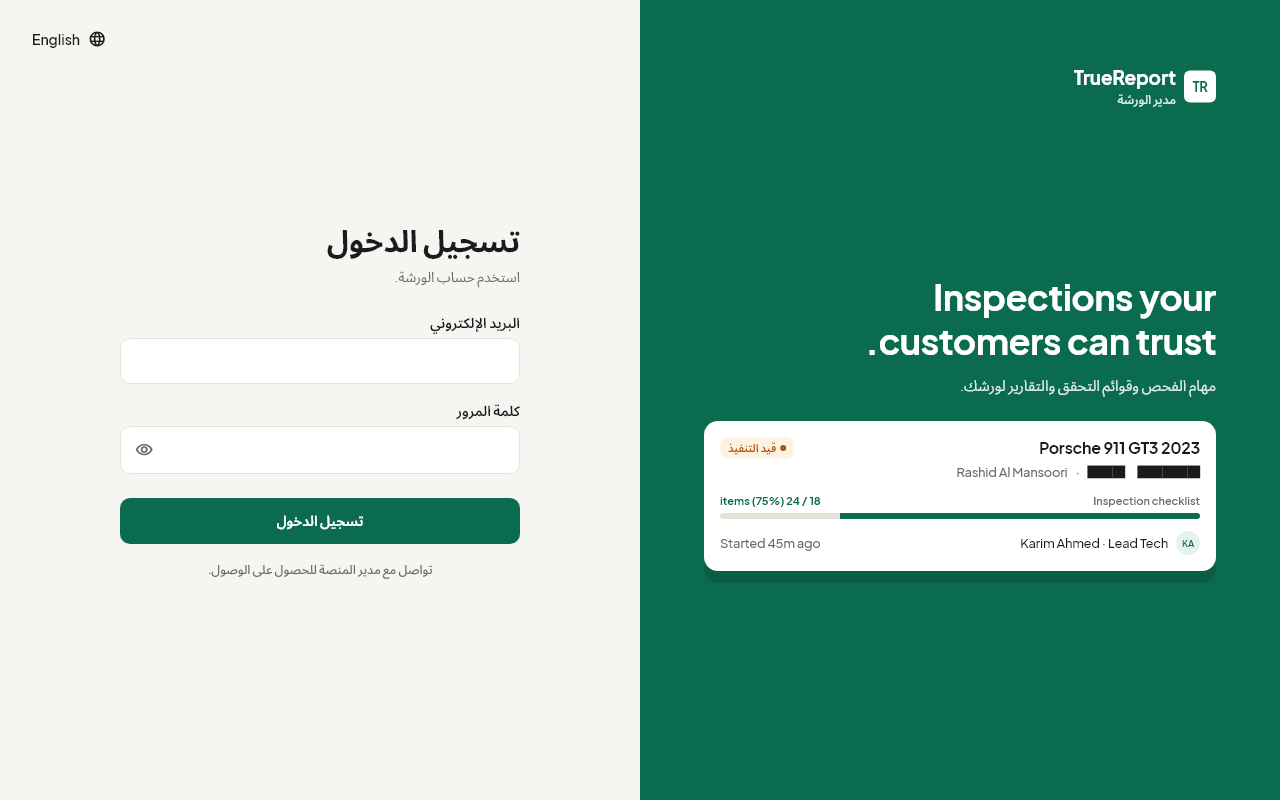 TR
TrueReport
مدير الورشة
Inspections your
customers can trust.
مهام الفحص وقوائم التحقق والتقارير لورشك.
Porsche 911 GT3 2023
قيد التنفيذ
· Rashid Al Mansoori
Inspection checklist
items (75%) 24 / 18
KA
Karim Ahmed · Lead Tech
Started 45m ago
English
تسجيل الدخول
استخدم حساب الورشة.
البريد الإلكتروني
كلمة المرور
تسجيل الدخول
تواصل مع مدير المنصة للحصول على الوصول.